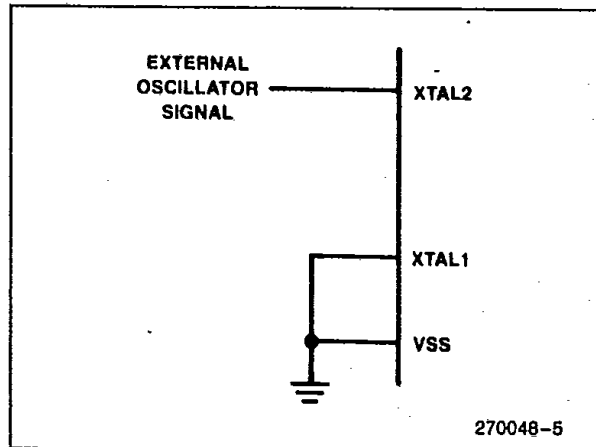 EXTERNAL
OSCILLATOR
SIGNAL
XTAL2
XTAL1
VSS
270048-5